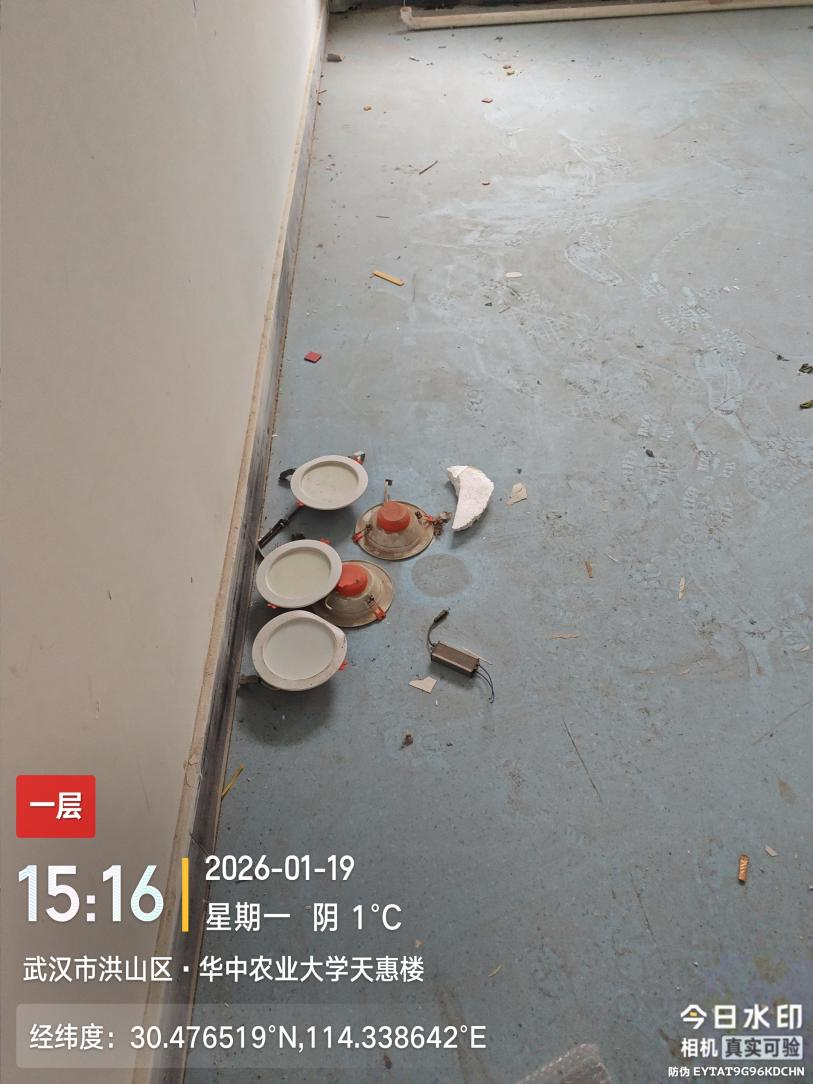 一层
15:16
2026-01-19
星期一 阴 1°C
武汉市洪山区·华中农业大学天惠楼
经纬度：30.476519°N,114.338642°E
今日水印
相机 真实可验
防伪 EYTAT9G96KDCHN